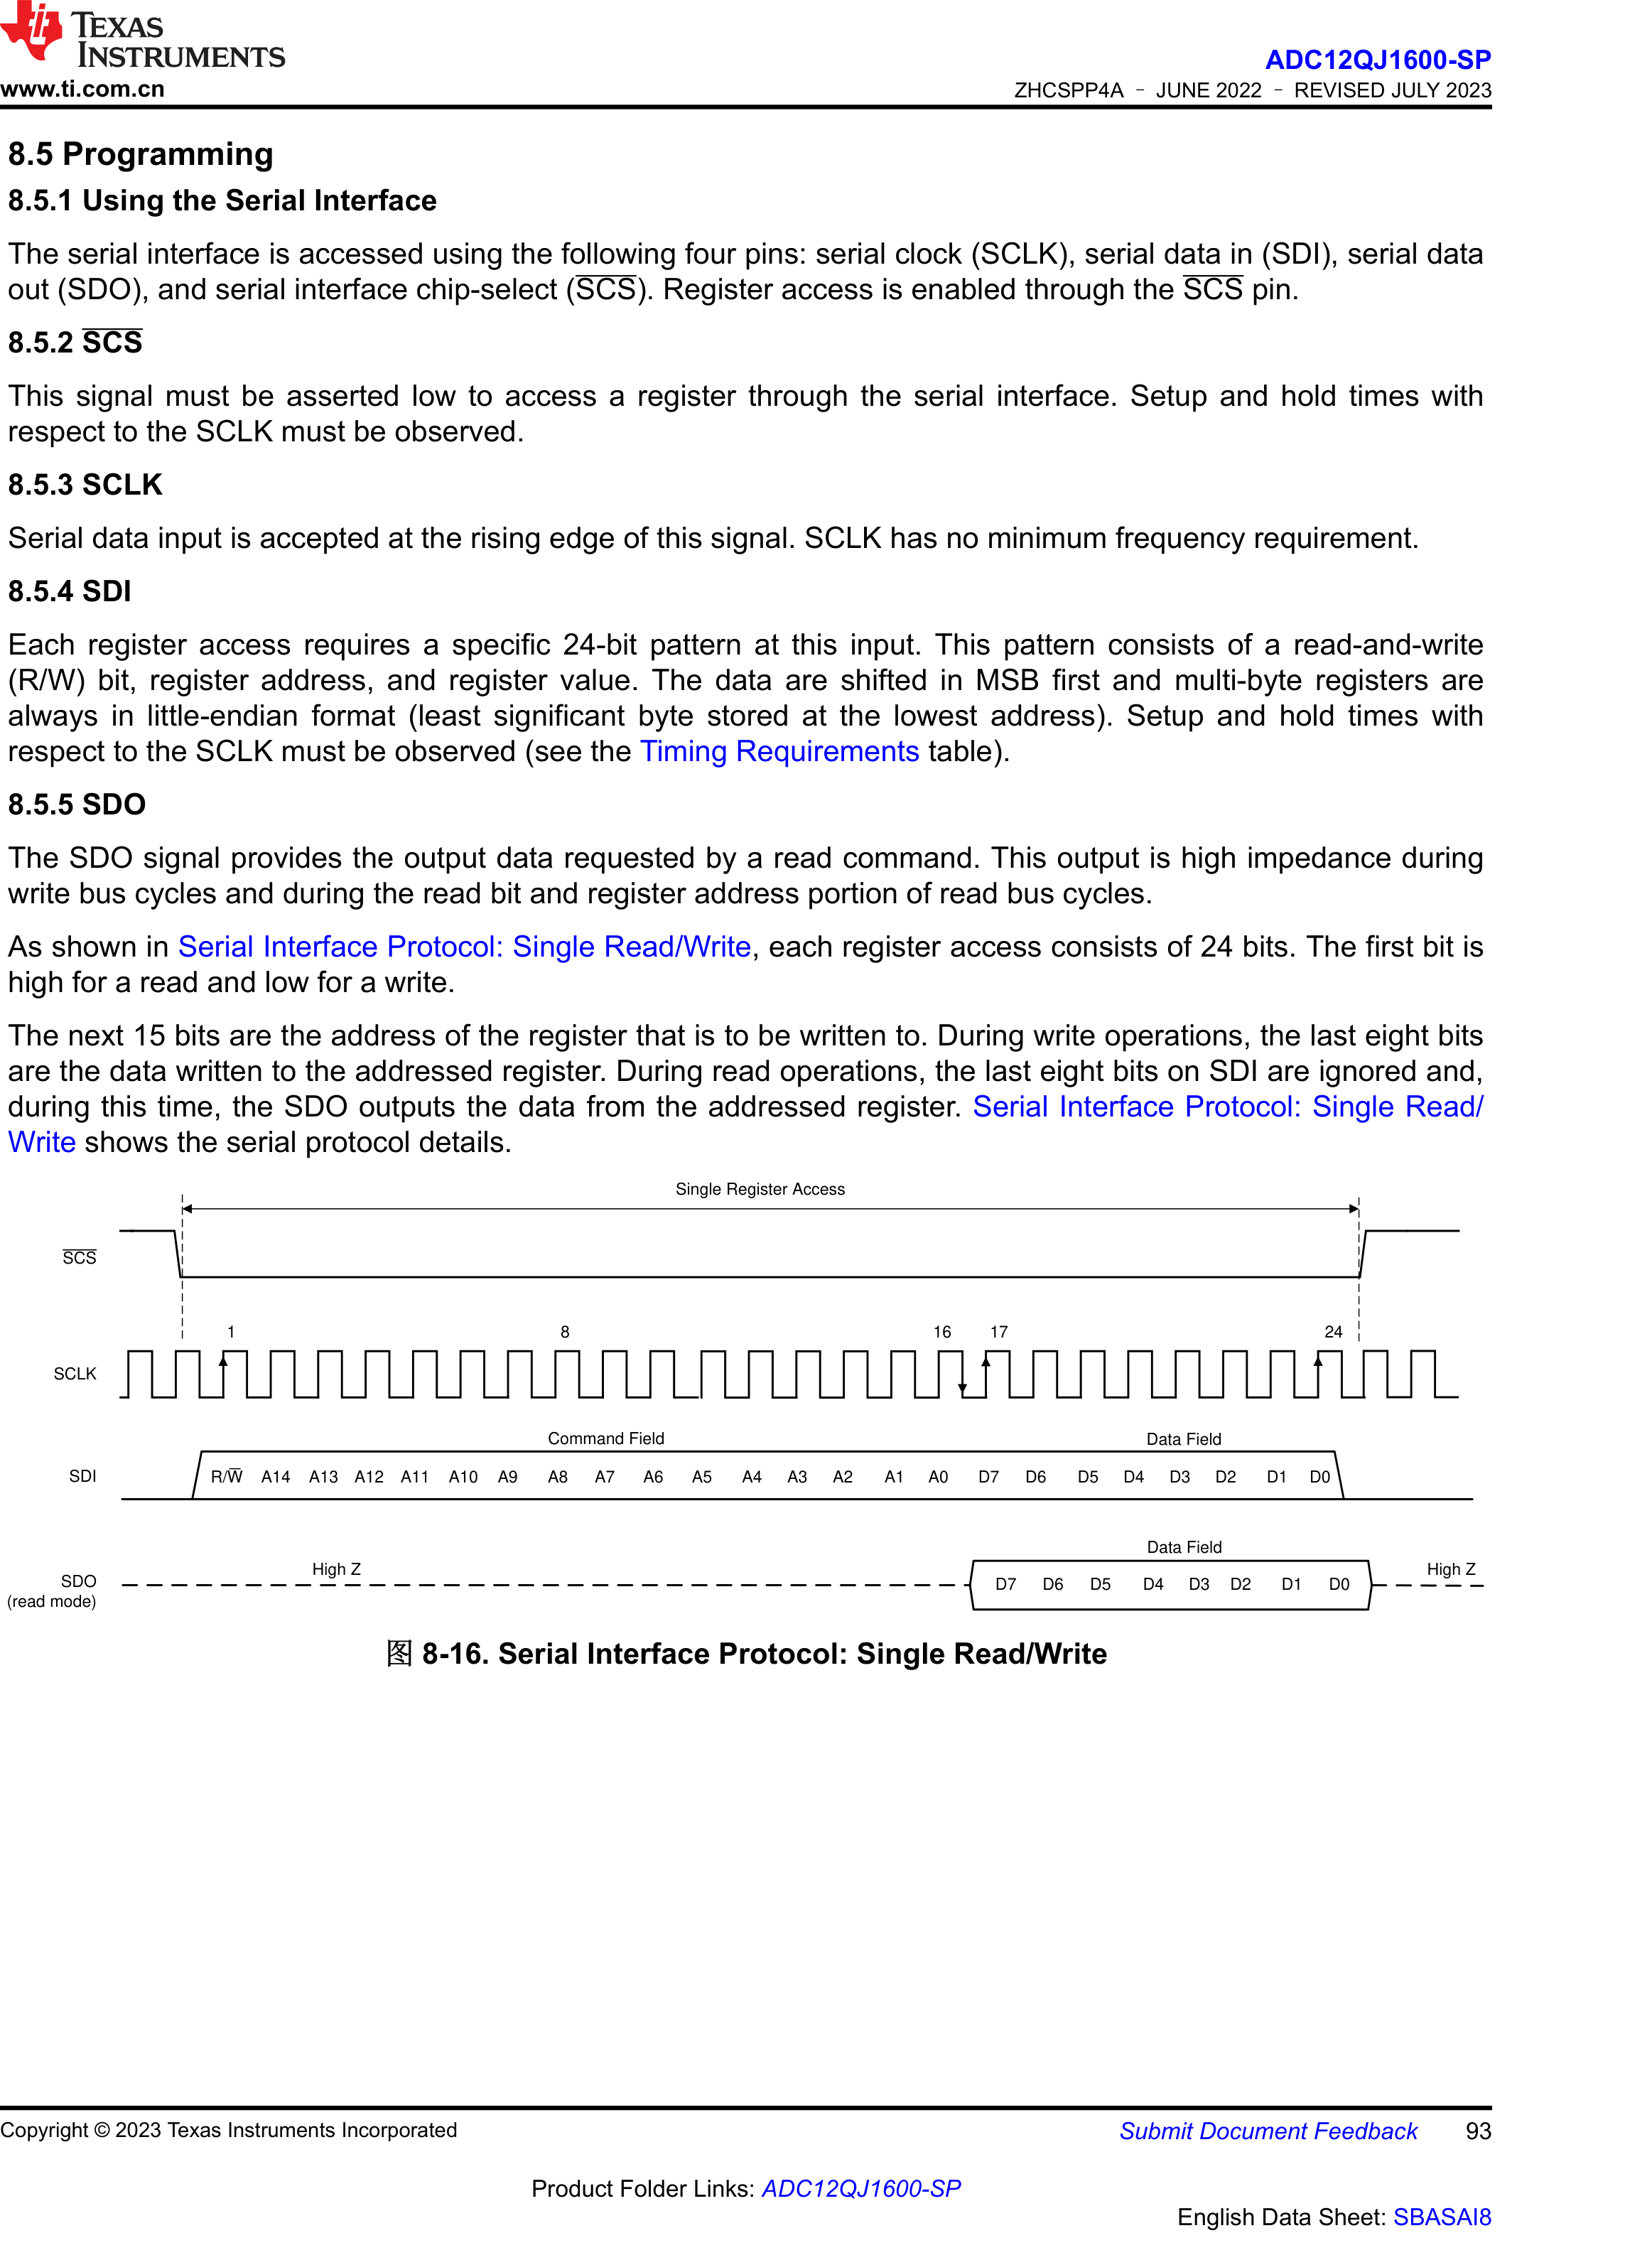 TEXAS
INSTRUMENTS
www.ti.com.cn
ADC12QJ1600-SP
ZHCSPP4A – JUNE 2022 – REVISED JULY 2023
8.5 Programming
8.5.1 Using the Serial Interface
The serial interface is accessed using the following four pins: serial clock (SCLK), serial data in (SDI), serial data
out (SDO), and serial interface chip-select (SCS). Register access is enabled through the SCS pin.
8.5.2 SCS
This signal must be asserted low to access a register through the serial interface. Setup and hold times with
respect to the SCLK must be observed.
8.5.3 SCLK
Serial data input is accepted at the rising edge of this signal. SCLK has no minimum frequency requirement.
8.5.4 SDI
Each register access requires a specific 24-bit pattern at this input. This pattern consists of a read-and-write
(R/W) bit, register address, and register value. The data are shifted in MSB first and multi-byte registers are
always in little-endian format (least significant byte stored at the lowest address). Setup and hold times with
respect to the SCLK must be observed (see the Timing Requirements table).
8.5.5 SDO
The SDO signal provides the output data requested by a read command. This output is high impedance during
write bus cycles and during the read bit and register address portion of read bus cycles.
As shown in Serial Interface Protocol: Single Read/Write, each register access consists of 24 bits. The first bit is
high for a read and low for a write.
The next 15 bits are the address of the register that is to be written to. During write operations, the last eight bits
are the data written to the addressed register. During read operations, the last eight bits on SDI are ignored and,
during this time, the SDO outputs the data from the addressed register. Serial Interface Protocol: Single Read/
Write shows the serial protocol details.
Single Register Access
SCS
1 8 16 17 24
SCLK
Command Field Data Field
SDI R/W A14 A13 A12 A11 A10 A9 A8 A7 A6 A5 A4 A3 A2 A1 A0 D7 D6 D5 D4 D3 D2 D1 D0
Data Field
High Z High Z
SDO D7 D6 D5 D4 D3 D2 D1 D0
(read mode)
图 8-16. Serial Interface Protocol: Single Read/Write
Copyright © 2023 Texas Instruments Incorporated
Submit Document Feedback 93
Product Folder Links: ADC12QJ1600-SP
English Data Sheet: SBASAI8